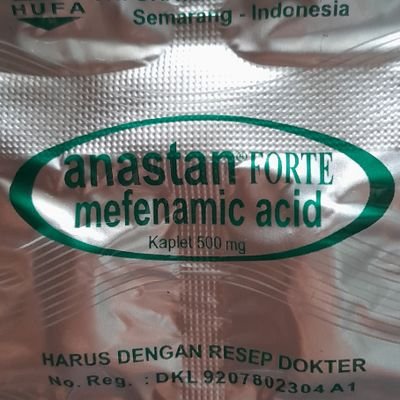 HUFA
Semarang - Indonesia
anastan® FORTE
mefenamic acid
Kaplet 500 mg
HARUS DENGAN RESEP DOKTER
No. Reg. : DKL 9207802304 A1